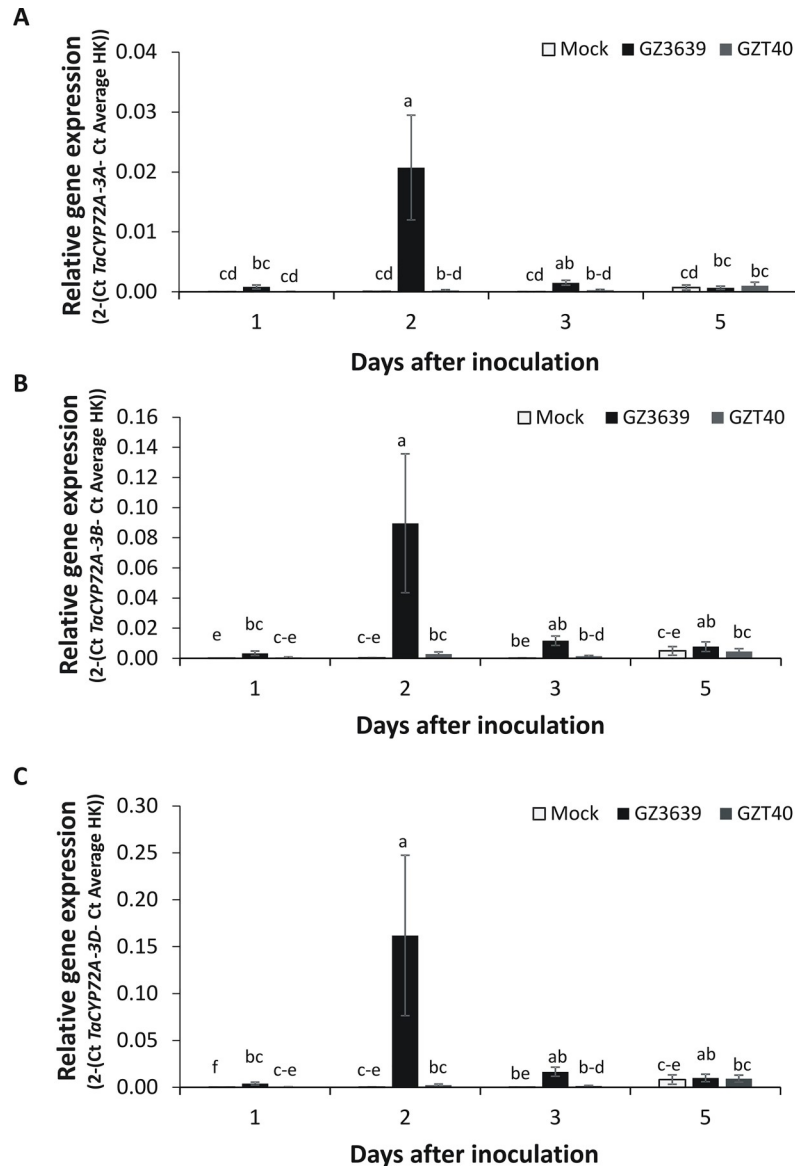 A
Relative gene expression
(2-(Ct TaCYP72A-3A- Ct Average HK))
0.04
0.03
0.02
0.01
0.00
Mock GZ3639 GZT40
cd bc cd cd a b-d cd ab b-d cd bc bc
1 2 3 5
Days after inoculation
B
Relative gene expression
(2-(Ct TaCYP72A-3B- Ct Average HK))
0.16
0.14
0.12
0.10
0.08
0.06
0.04
0.02
0.00
Mock GZ3639 GZT40
e bc c-e c-e a bc be ab b-d c-e ab bc
1 2 3 5
Days after inoculation
C
Relative gene expression
(2-(Ct TaCYP72A-3D- Ct Average HK))
0.30
0.25
0.20
0.15
0.10
0.05
0.00
Mock GZ3639 GZT40
f bc c-e c-e a bc be ab b-d c-e ab bc
1 2 3 5
Days after inoculation